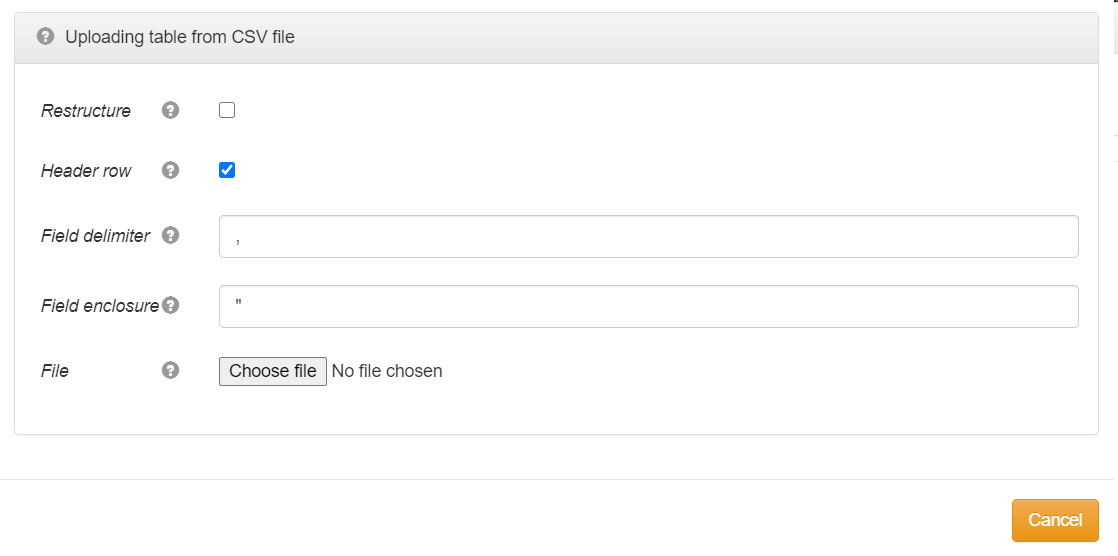 Uploading table from CSV file
Restructure
Header row
Field delimiter ,
Field enclosure "
File Choose file No file chosen
Cancel